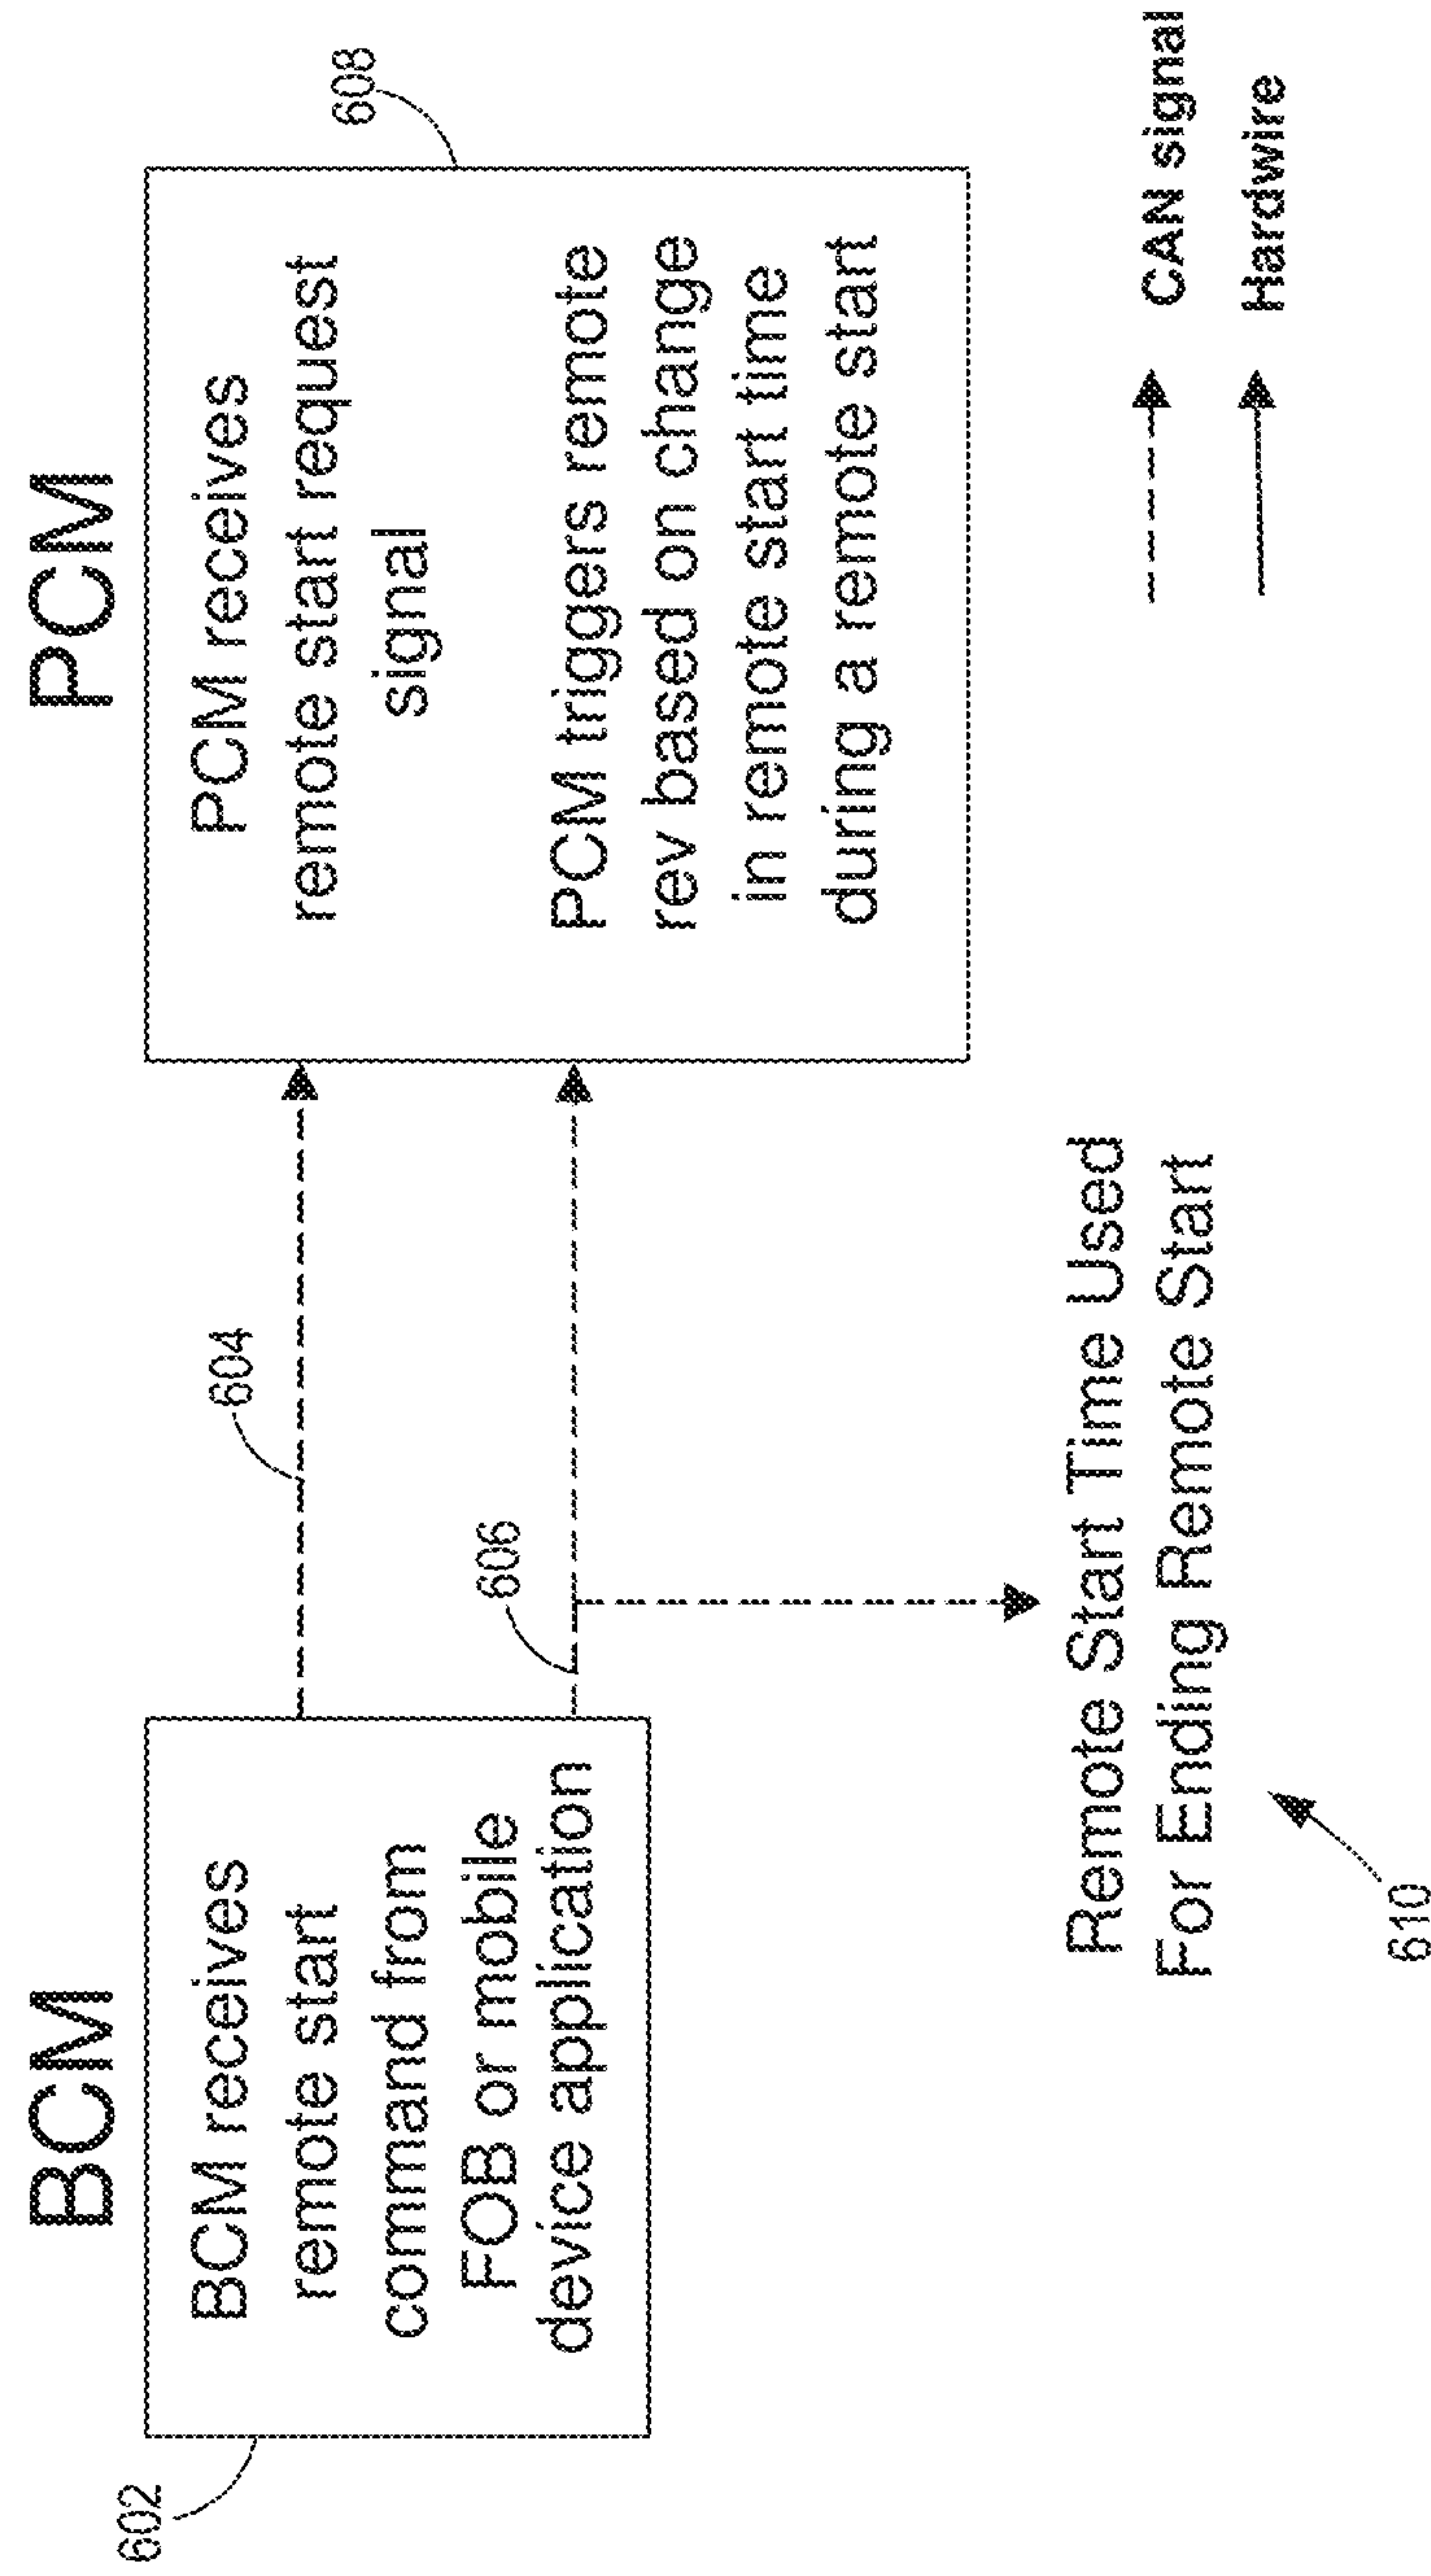 BCM
602
BCM receives
remote start
command from
FOB or mobile
device application
604
606
PCM
608
PCM receives
remote start request
signal
PCM triggers remote
rev based on change
in remote start time
during a remote start
Remote Start Time Used
For Ending Remote Start
610
CAN signal
Hardwire